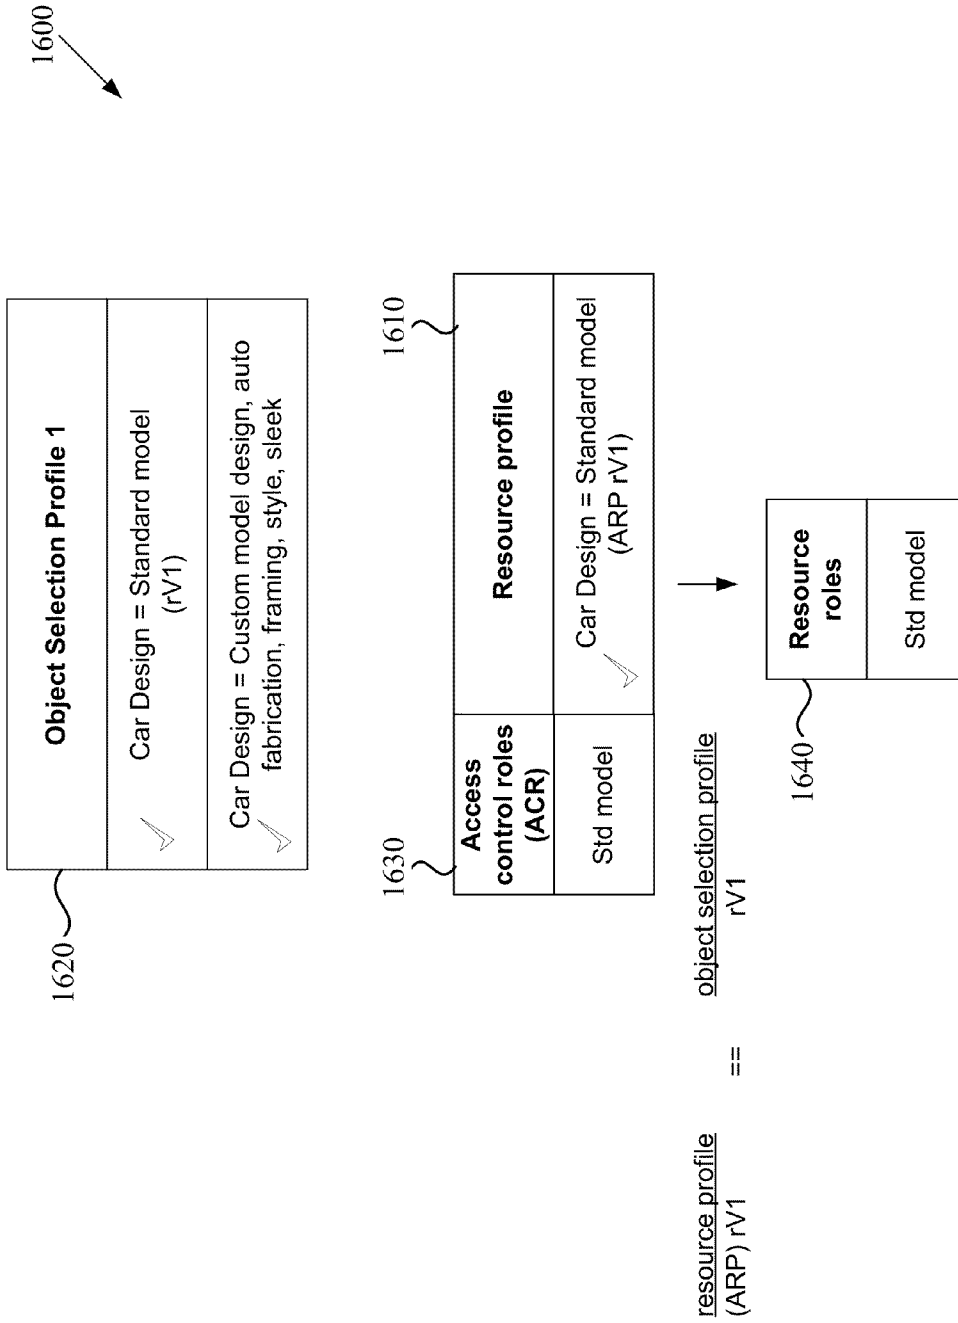 1600
1620
Object Selection Profile 1
Car Design = Standard model
(rV1)
Car Design = Custom model design, auto
fabrication, framing, style, sleek
1630
1610
Access
control roles
(ACR)
Resource profile
Std model
Car Design = Standard model
(ARP rV1)
resource profile
(ARP) rV1
==
object selection profile
rV1
1640
Resource
roles
Std model